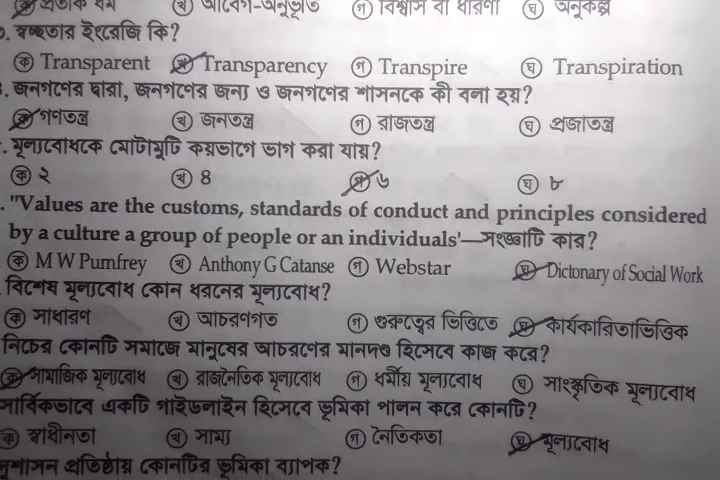 ক প্রতীক ধর্ম খ আবেগ-অনুভূতি গ বিশ্বাস বা ধারণা ঘ অনুকল্প
. স্বচ্ছতার ইংরেজি কি?
ক Transparent খ Transparency গ Transpire ঘ Transpiration
. জনগণের দ্বারা, জনগণের জন্য ও জনগণের শাসনকে কী বলা হয়?
ক গণতন্ত্র খ জনতন্ত্র গ রাজতন্ত্র ঘ প্রজাতন্ত্র
. মূল্যবোধকে মোটামুটি কয়ভাগে ভাগ করা যায়?
ক ২ খ 4 গ ৬ ঘ ৮
. "Values are the customs, standards of conduct and principles considered
by a culture a group of people or an individuals'—সংজ্ঞাটি কার?
ক M W Pumfrey খ Anthony G Catanse গ Webstar ঘ Dictonary of Social Work
বিশেষ মূল্যবোধ কোন ধরনের মূল্যবোধ?
ক সাধারণ খ আচরণগত গ গুরুত্বের ভিত্তিতে ঘ কার্যকারিতাভিত্তিক
নিচের কোনটি সমাজে মানুষের আচরণের মানদণ্ড হিসেবে কাজ করে?
ক সামাজিক মূল্যবোধ খ রাজনৈতিক মূল্যবোধ গ ধর্মীয় মূল্যবোধ ঘ সাংস্কৃতিক মূল্যবোধ
সার্বিকভাবে একটি গাইডলাইন হিসেবে ভূমিকা পালন করে কোনটি?
ক স্বাধীনতা খ সাম্য গ নৈতিকতা ঘ মূল্যবোধ
সুশাসন প্রতিষ্ঠায় কোনটির ভূমিকা ব্যাপক?